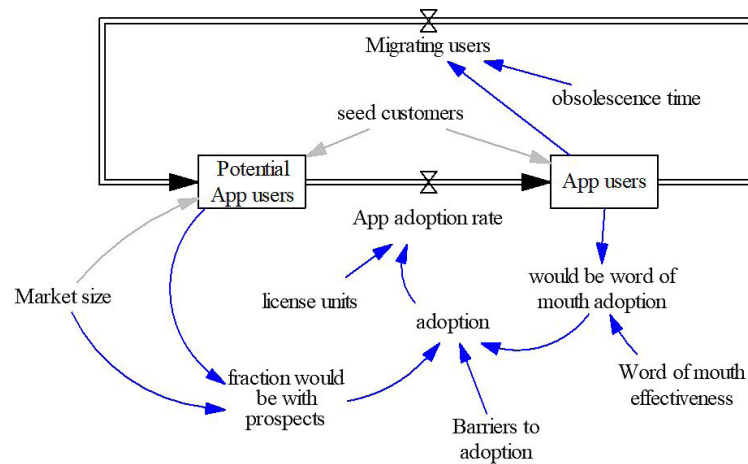 Migrating users
obsolescence time
seed customers
Potential
App users
App users
App adoption rate
Market size
license units
would be word of
mouth adoption
adoption
fraction would
be with
prospects
Word of mouth
effectiveness
Barriers to
adoption